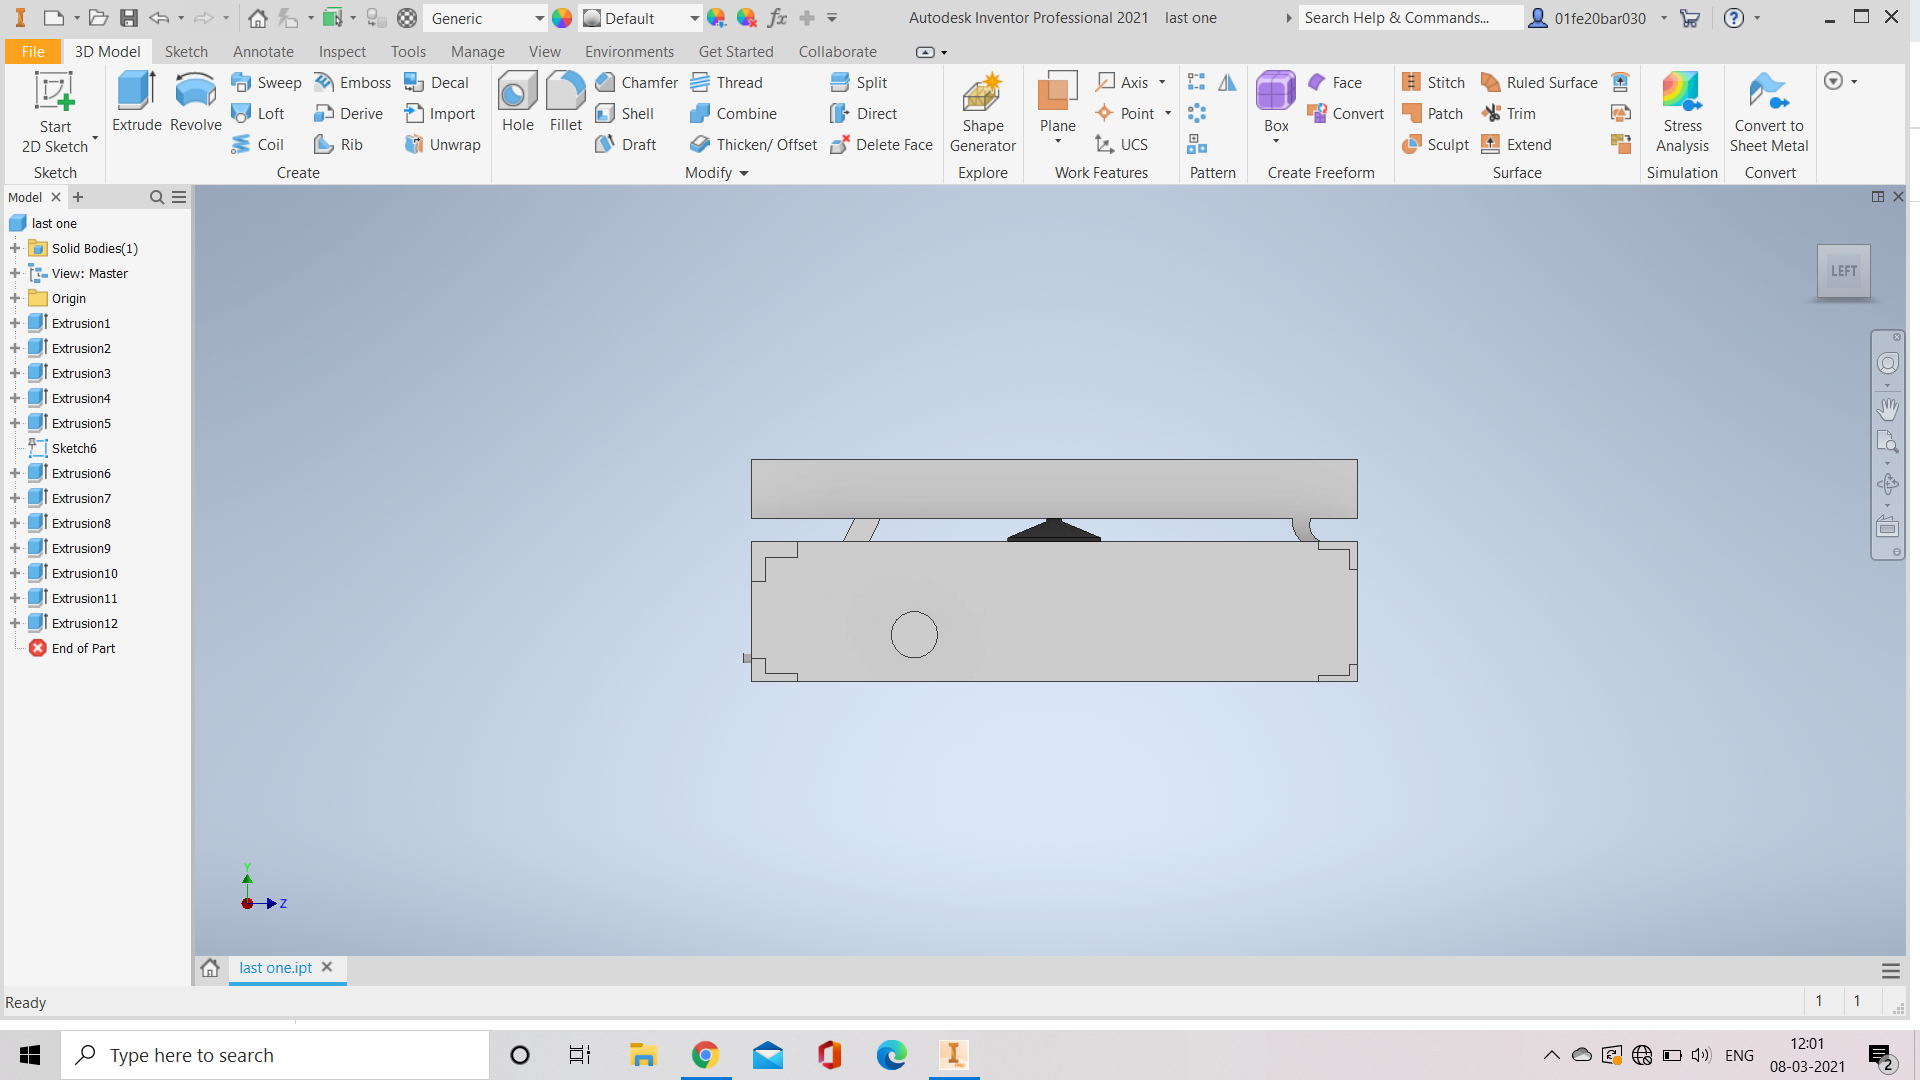 Generic
Default
Autodesk Inventor Professional 2021 last one
Search Help & Commands...
01fe20bar030
File 3D Model Sketch Annotate Inspect Tools Manage View Environments Get Started Collaborate
Start
2D Sketch
Extrude
Revolve
Sweep
Loft
Coil
Emboss
Derive
Rib
Decal
Import
Unwrap
Hole
Fillet
Chamfer
Shell
Draft
Thread
Combine
Thicken/ Offset
Split
Direct
Delete Face
Shape
Generator
Plane
Axis
Point
UCS
Box
Face
Convert
Stitch
Patch
Sculpt
Ruled Surface
Trim
Extend
Stress
Analysis
Convert to
Sheet Metal
Sketch Create Modify Explore Work Features Pattern Create Freeform Surface Simulation Convert
Model
last one
Solid Bodies(1)
View: Master
Origin
Extrusion1
Extrusion2
Extrusion3
Extrusion4
Extrusion5
Sketch6
Extrusion6
Extrusion7
Extrusion8
Extrusion9
Extrusion10
Extrusion11
Extrusion12
End of Part
LEFT
Y
Z
last one.ipt
Ready
1 1
Type here to search
ENG
12:01
08-03-2021
2